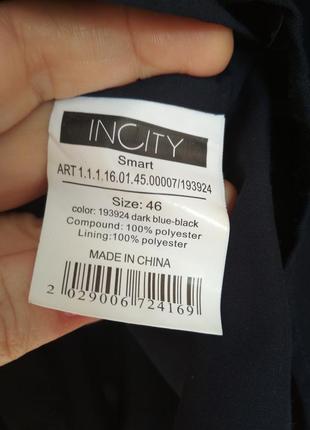 INCITY
Smart
ART 1.1.1.16.01.45.00007/193924
Size: 46
color: 193924 dark blue-black
Compound: 100% polyester
Lining:100% polyester
MADE IN CHINA
2 029006 724169